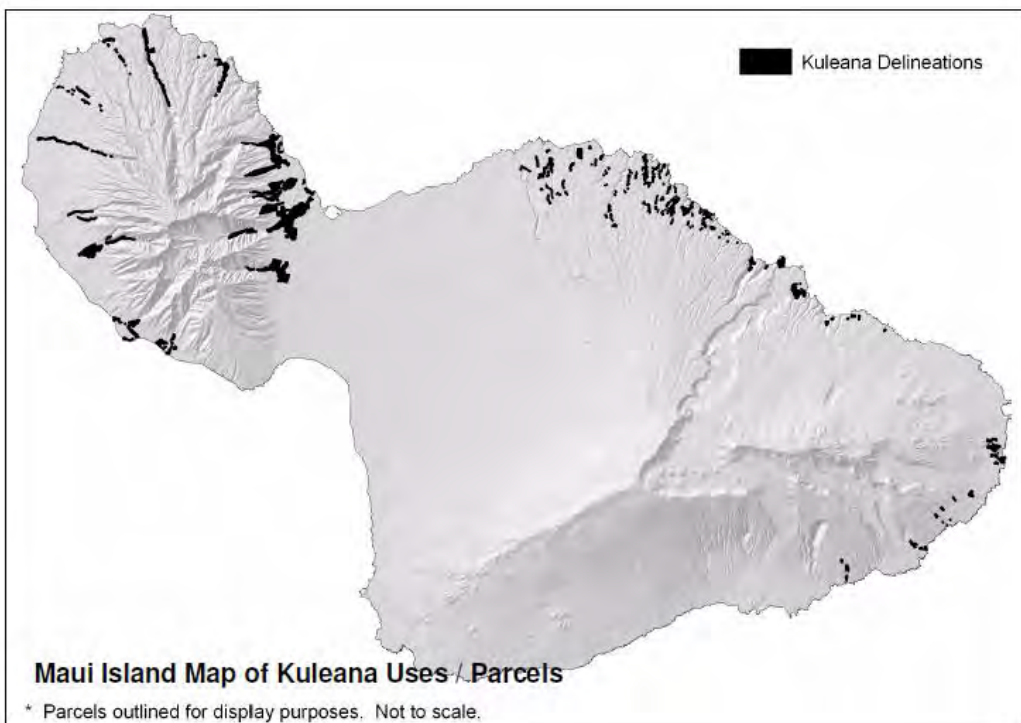 Kuleana Delineations
Maui Island Map of Kuleana Uses / Parcels
* Parcels outlined for display purposes. Not to scale.